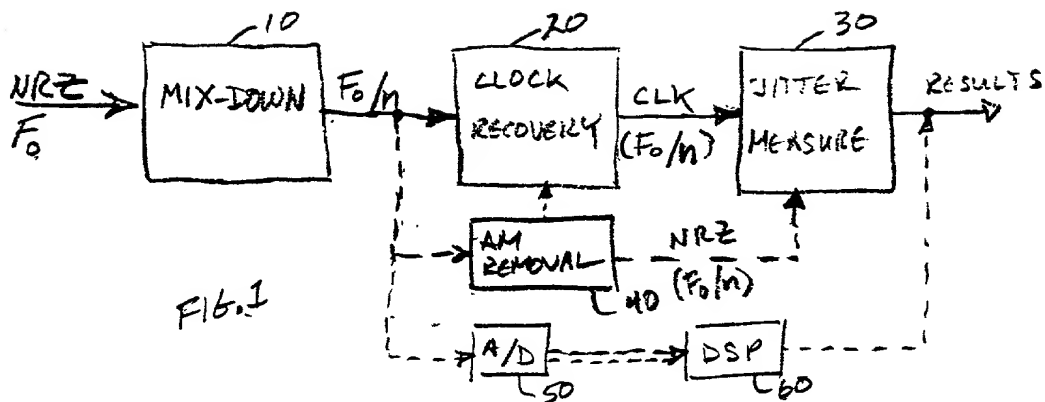 10
20
30
NRZ
F₀
MIX-DOWN
F₀/n
CLOCK
RECOVERY
CLK
(F₀/n)
JITTER
MEASURE
RESULTS
AM
REMOVAL
40
NRZ
(F₀/n)
FIG.1
A/D
50
DSP
60